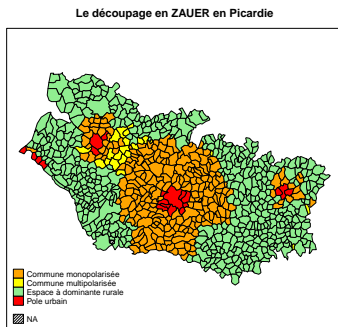 Le découpage en ZAUER en Picardie
Commune monopolarisée
Commune multipolarisée
Espace à dominante rurale
Pole urbain
NA